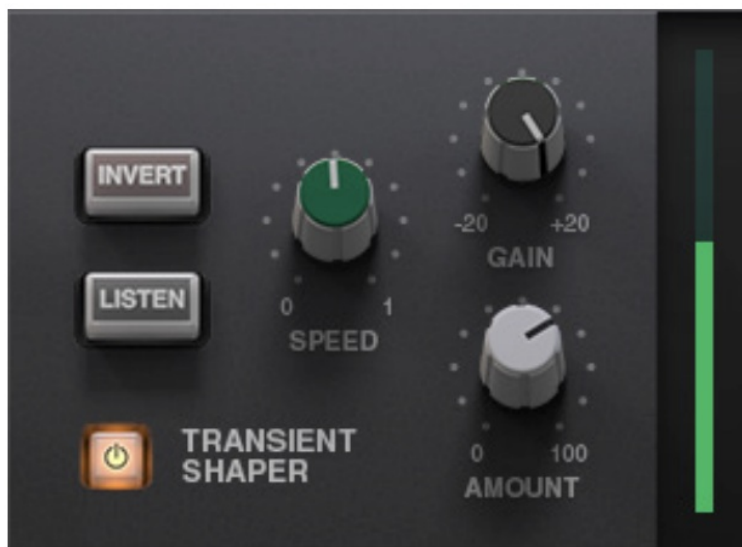 INVERT
-20 +20
GAIN
LISTEN
0 1
SPEED
TRANSIENT
SHAPER
0 100
AMOUNT